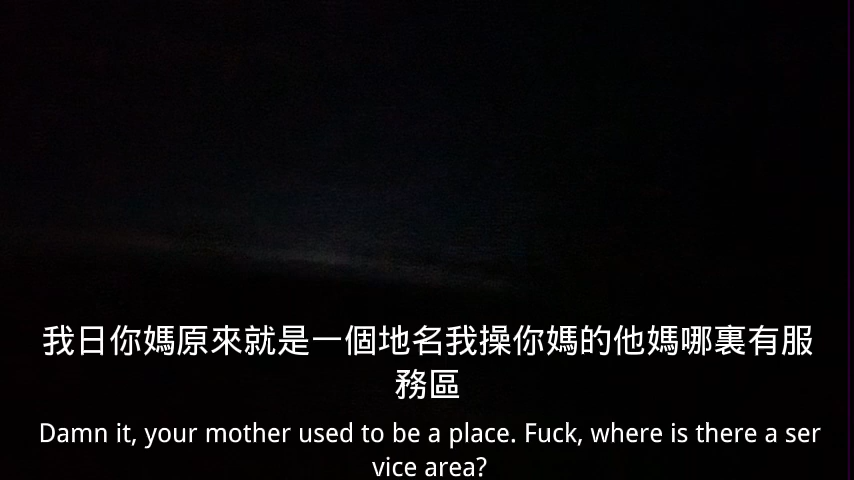 我日你媽原來就是一個地名我操你媽的他媽哪裏有服
務區
Damn it, your mother used to be a place. Fuck, where is there a ser
vice area?